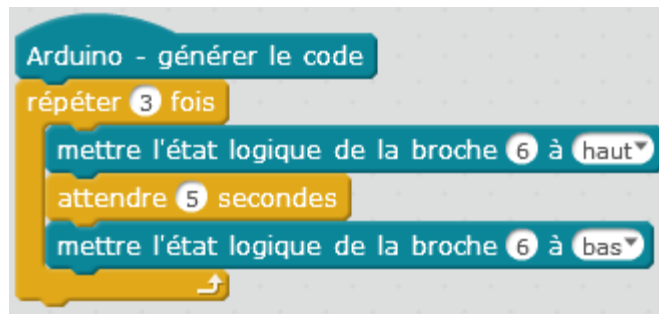 Arduino - générer le code
répéter 3 fois
mettre l'état logique de la broche 6 à haut
attendre 5 secondes
mettre l'état logique de la broche 6 à bas